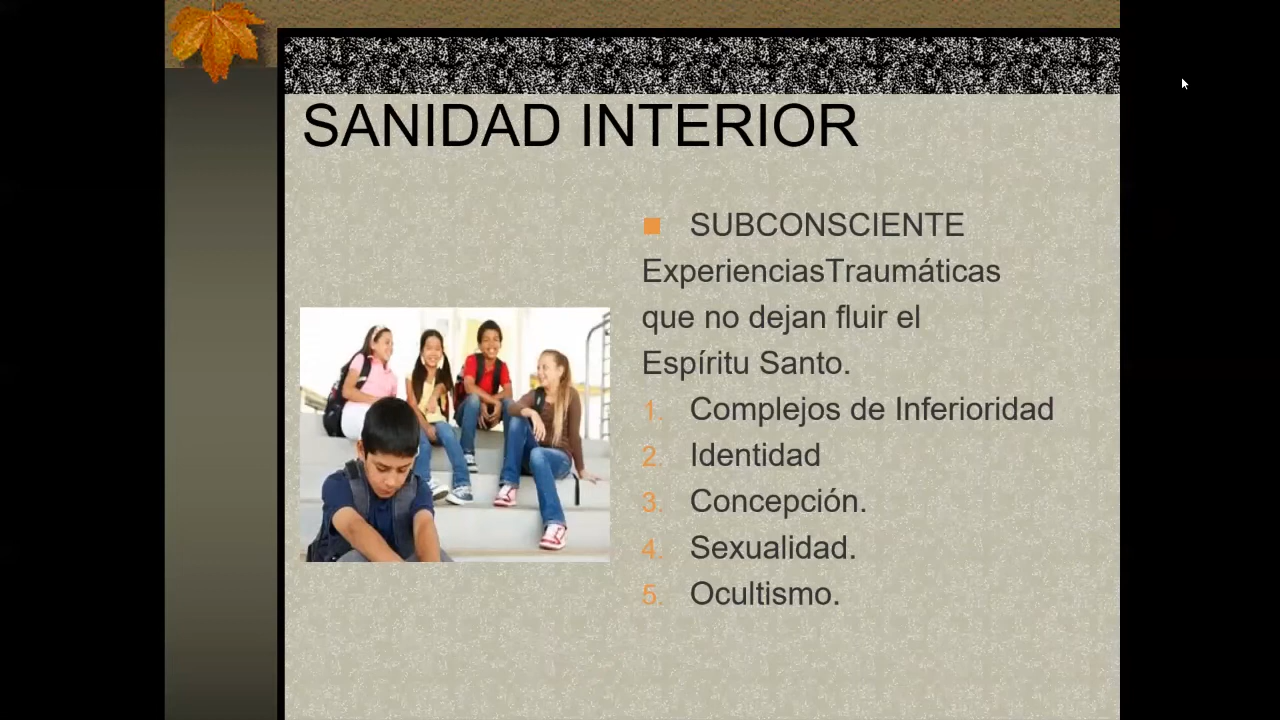 SANIDAD INTERIOR
SUBCONSCIENTE
ExperienciasTraumáticas
que no dejan fluir el
Espíritu Santo.
1. Complejos de Inferioridad
2. Identidad
3. Concepción.
4. Sexualidad.
5. Ocultismo.